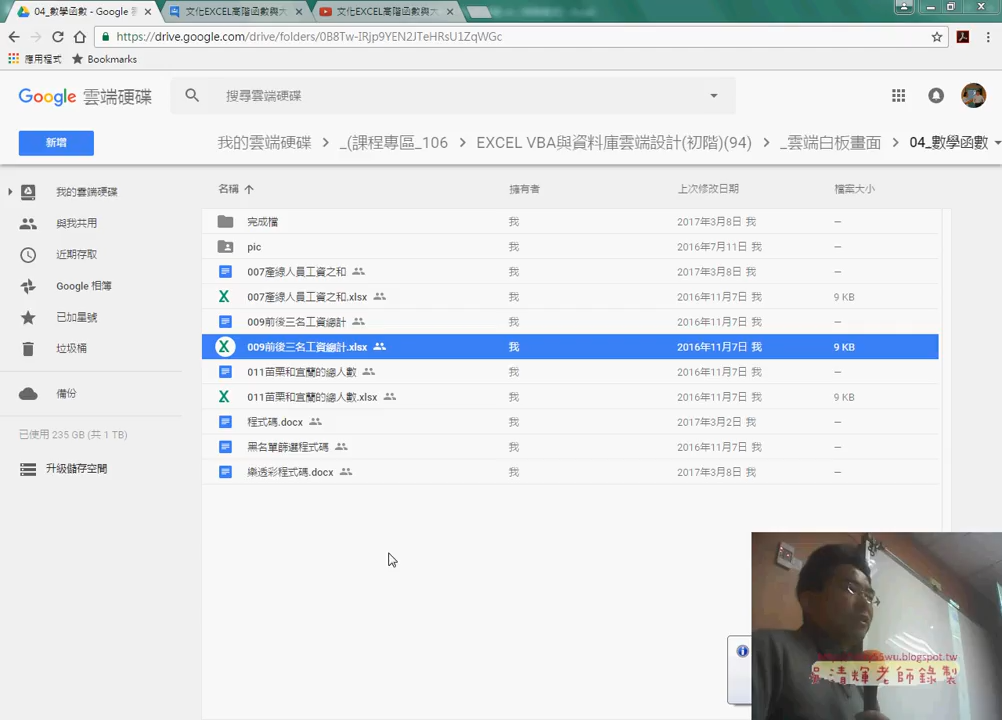 04_數學函數 - Google
文化EXCEL高階函數與大
文化EXCEL高階函數與大
https://drive.google.com/drive/folders/0B8Tw-IRjp9YEN2JTeHRsU1ZqWGc
應用程式 Bookmarks
Google 雲端硬碟
搜尋雲端硬碟
新增
我的雲端硬碟 > _(課程專區_106 > EXCEL VBA與資料庫雲端設計(初階)(94) > _雲端白板畫面 > 04_數學函數
我的雲端硬碟
與我共用
近期存取
Google 相簿
已加星號
垃圾桶
備份
已使用 235 GB (共 1 TB)
升級儲存空間
名稱 擁有者 上次修改日期 檔案大小
完成檔 我 2017年3月8日 我 –
pic 我 2016年7月11日 我 –
007產線人員工資之和 我 2017年3月8日 我 –
007產線人員工資之和.xlsx 我 2016年11月7日 我 9 KB
009前後三名工資總計 我 2016年11月7日 我 –
009前後三名工資總計.xlsx 我 2016年11月7日 我 9 KB
011苗栗和宜蘭的總人數 我 2016年11月7日 我 –
011苗栗和宜蘭的總人數.xlsx 我 2016年11月7日 我 9 KB
程式碼.docx 我 2017年3月8日 我 –
黑名單篩選程式碼 我 2016年11月7日 我 –
樂透彩程式碼.docx 我 2017年3月8日 我 –
吳清輝老師錄製